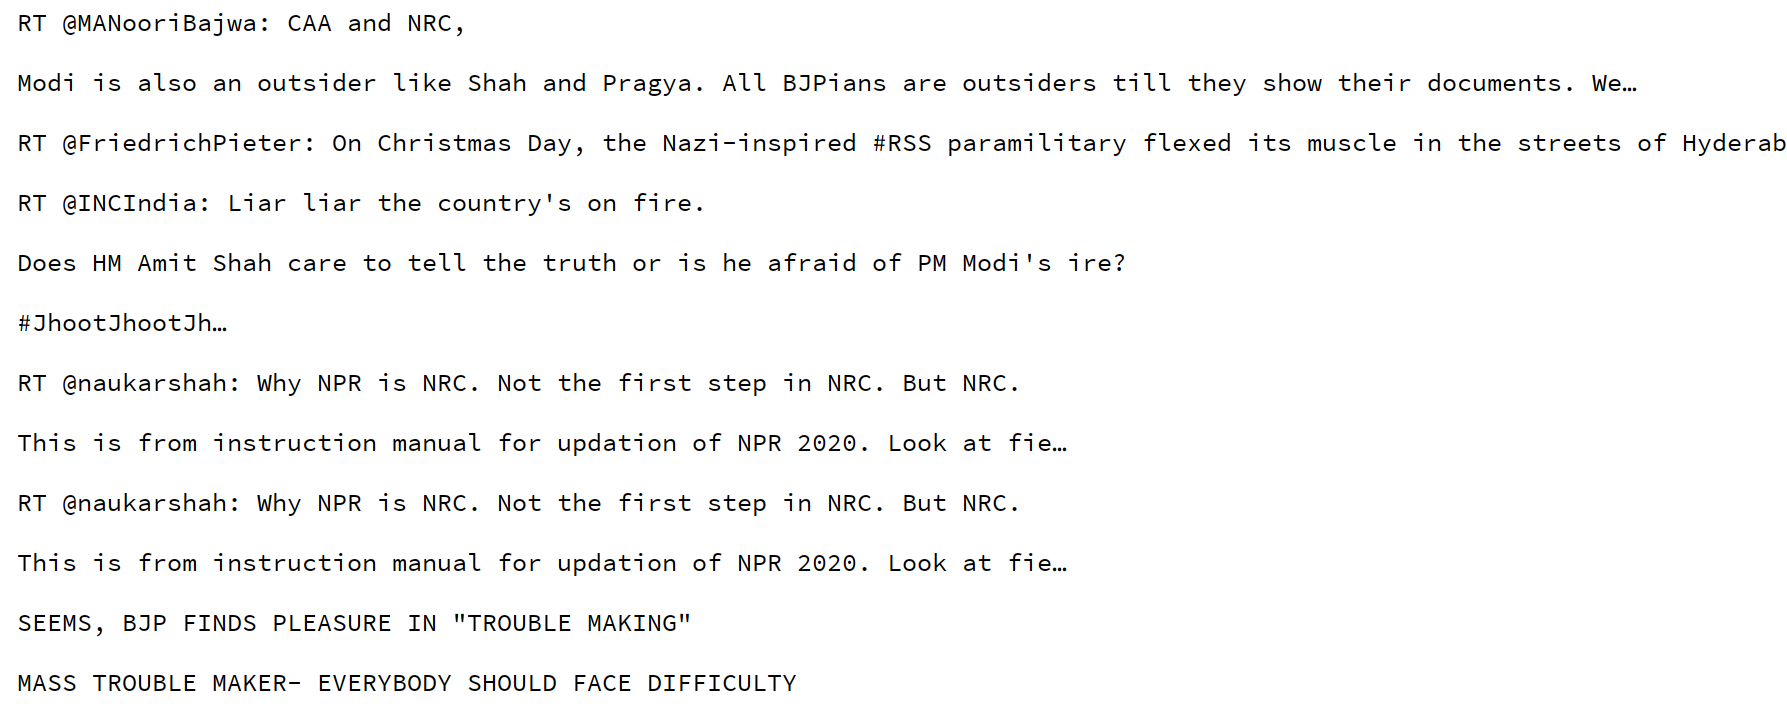 RT @MANooriBajwa: CAA and NRC,
Modi is also an outsider like Shah and Pragya. All BJPians are outsiders till they show their documents. We…
RT @FriedrichPieter: On Christmas Day, the Nazi-inspired #RSS paramilitary flexed its muscle in the streets of Hyderab
RT @INCIndia: Liar liar the country's on fire.
Does HM Amit Shah care to tell the truth or is he afraid of PM Modi's ire?
#JhootJhootJh…
RT @naukarshah: Why NPR is NRC. Not the first step in NRC. But NRC.
This is from instruction manual for updation of NPR 2020. Look at fie…
RT @naukarshah: Why NPR is NRC. Not the first step in NRC. But NRC.
This is from instruction manual for updation of NPR 2020. Look at fie…
SEEMS, BJP FINDS PLEASURE IN "TROUBLE MAKING"
MASS TROUBLE MAKER- EVERYBODY SHOULD FACE DIFFICULTY